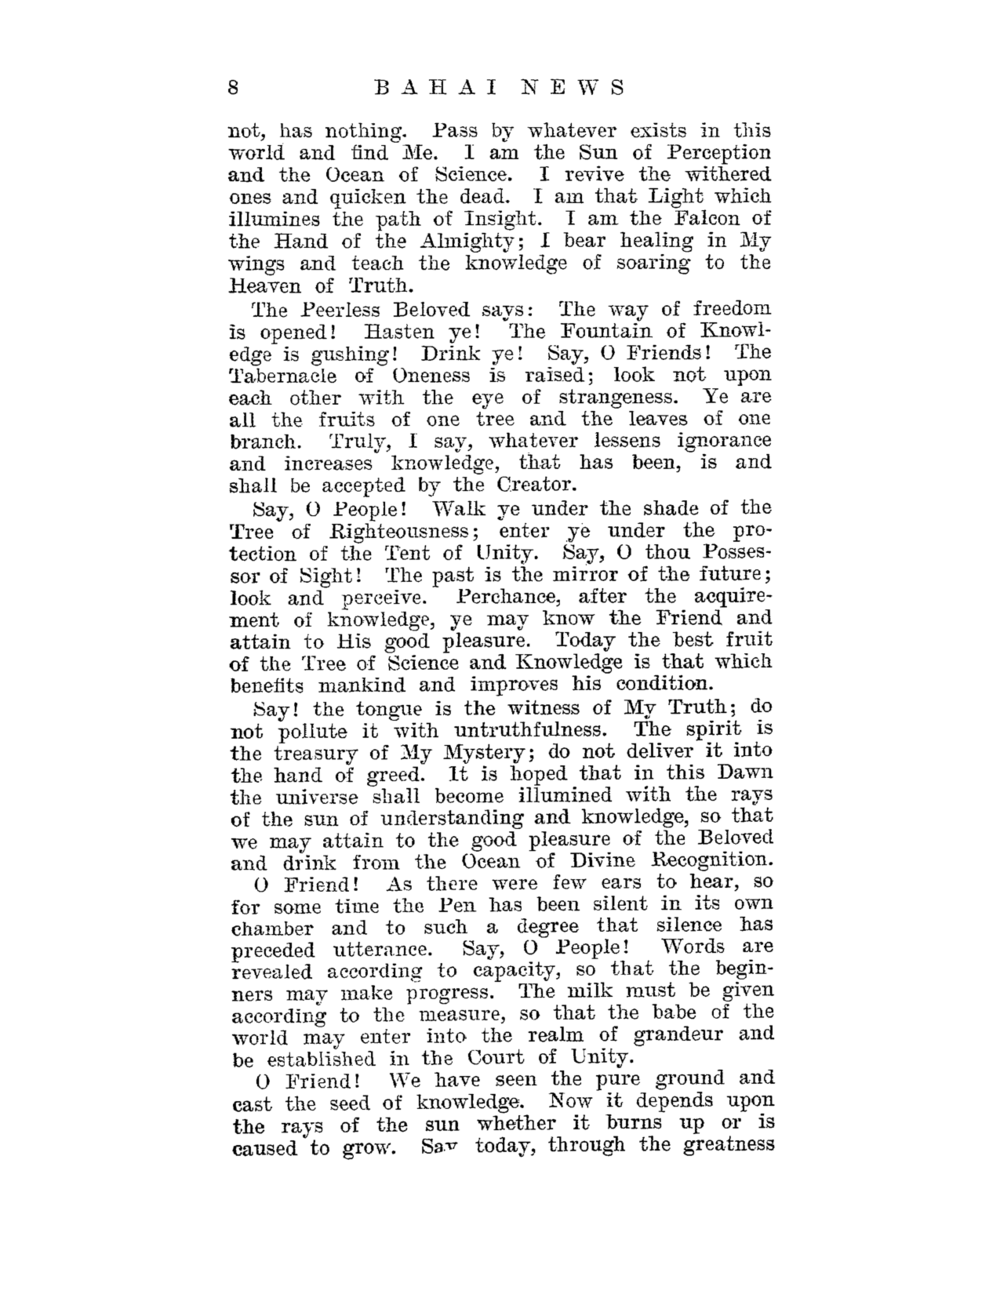 8 BAHAI NEWS
not, has nothing. Pass by whatever exists in this
world and find Me. I am the Sun of Perception
and the Ocean of Science. I revive the withered
ones and quicken the dead. I am that Light which
illumines the path of Insight. I am the Falcon of
the Hand of the Almighty; I bear healing in My
wings and teach the knowledge of soaring to the
Heaven of Truth.
The Peerless Beloved says: The way of freedom
is opened! Hasten ye! The Fountain of Knowl-
edge is gushing! Drink ye! Say, O Friends! The
Tabernacle of Oneness is raised; look not upon
each other with the eye of strangeness. Ye are
all the fruits of one tree and the leaves of one
branch. Truly, I say, whatever lessens ignorance
and increases knowledge, that has been, is and
shall be accepted by the Creator.
Say, O People! Walk ye under the shade of the
Tree of Righteousness; enter ye under the pro-
tection of the Tent of Unity. Say, O thou Posses-
sor of Sight! The past is the mirror of the future;
look and perceive. Perchance, after the acquire-
ment of knowledge, ye may know the Friend and
attain to His good pleasure. Today the best fruit
of the Tree of Science and Knowledge is that which
benefits mankind and improves his condition.
Say! the tongue is the witness of My Truth; do
not pollute it with untruthfulness. The spirit is
the treasury of My Mystery; do not deliver it into
the hand of greed. It is hoped that in this Dawn
the universe shall become illumined with the rays
of the sun of understanding and knowledge, so that
we may attain to the good pleasure of the Beloved
and drink from the Ocean of Divine Recognition.
O Friend! As there were few ears to hear, so
for some time the Pen has been silent in its own
chamber and to such a degree that silence has
preceded utterance. Say, O People! Words are
revealed according to capacity, so that the begin-
ners may make progress. The milk must be given
according to the measure, so that the babe of the
world may enter into the realm of grandeur and
be established in the Court of Unity.
O Friend! We have seen the pure ground and
cast the seed of knowledge. Now it depends upon
the rays of the sun whether it burns up or is
caused to grow. Say today, through the greatness